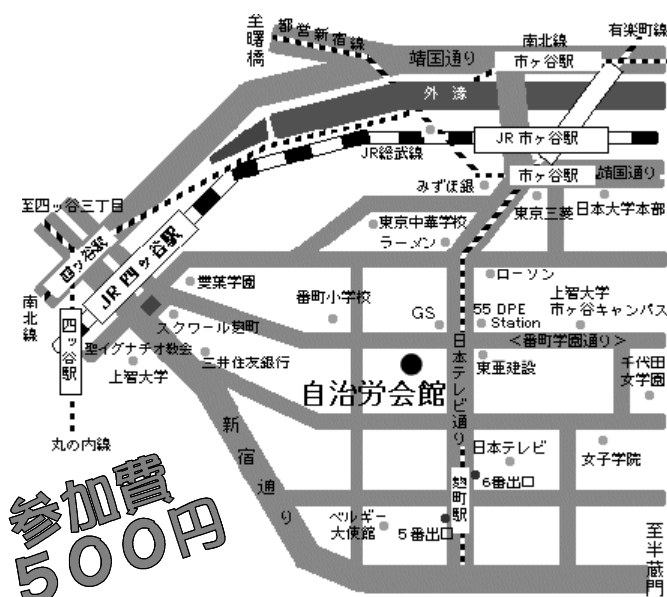 至曙橋
都営新宿線
靖国通り
南北線
市ヶ谷駅
有楽町線
外濠
JR総武線
JR 市ヶ谷駅
みずほ銀
市ヶ谷駅
靖国通り
至四ッ谷三丁目
四ッ谷駅
JR 四ッ谷駅
東京中華学校
ラーメン
東京三菱
日本大学本部
南北線
四ッ谷駅
雙葉学園
番町小学校
ローソン
スクワール麹町
GS
55 DPE
Station
上智大学
市ヶ谷キャンパス
聖イグナチオ教会
上智大学
三井住友銀行
日本テレビ通り
<番町学園通り>
東亜建設
千代田
女学園
自治労会館
丸の内線
新宿通り
日本テレビ
女子学院
麹町駅
6番出口
ベルギー
大使館
5番出口
至半蔵門
参加費
500円